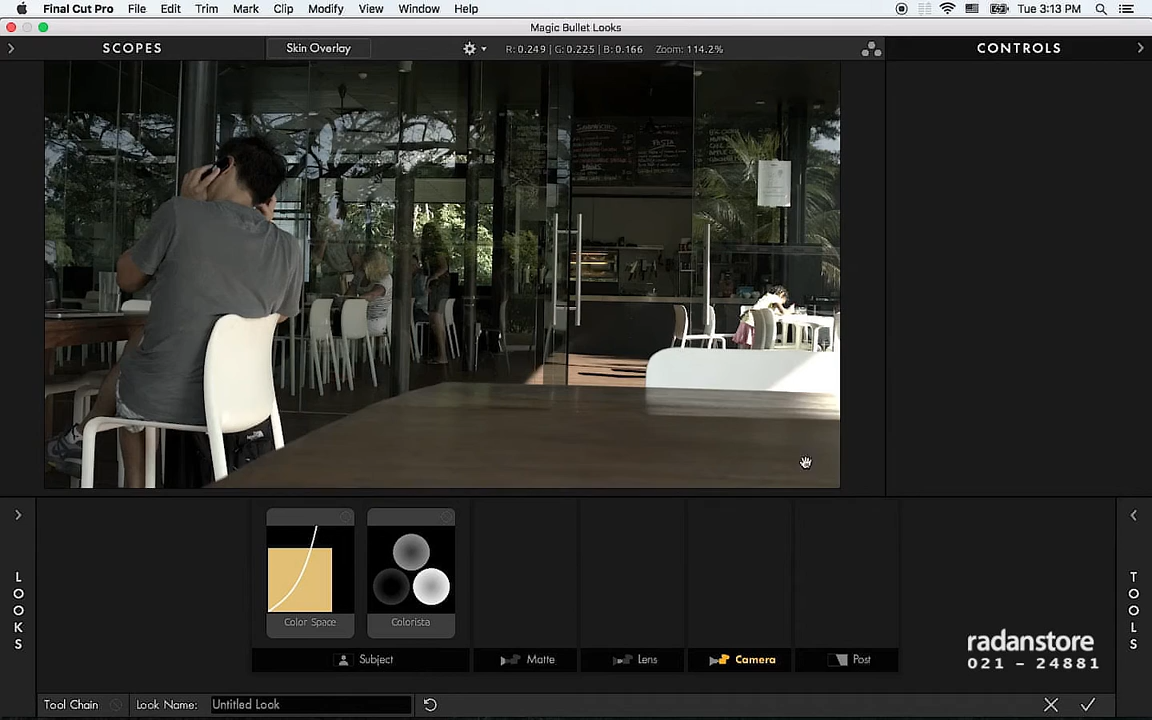 Final Cut Pro File Edit Trim Mark Clip Modify View Window Help Tue 3:13 PM
Magic Bullet Looks
SCOPES Skin Overlay R:0.249 | G:0.225 | B:0.166 Zoom: 114.2% CONTROLS
SANDWICHES
PASTA
Color Space Colorista
Subject Matte Lens Camera Post
LOOKS
TOOLS
radanstore
021 - 24881
Tool Chain Look Name: Untitled Look